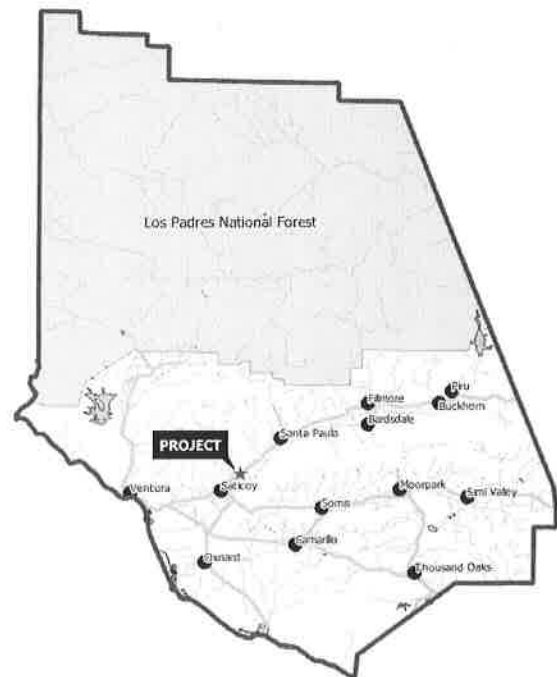 Los Padres National Forest
Piru
Fillmore
Buckhorn
Bardsdale
Santa Paula
PROJECT
Ventura
Saticoy
Moorpark
Simi Valley
Somis
Camarillo
Oxnard
Thousand Oaks